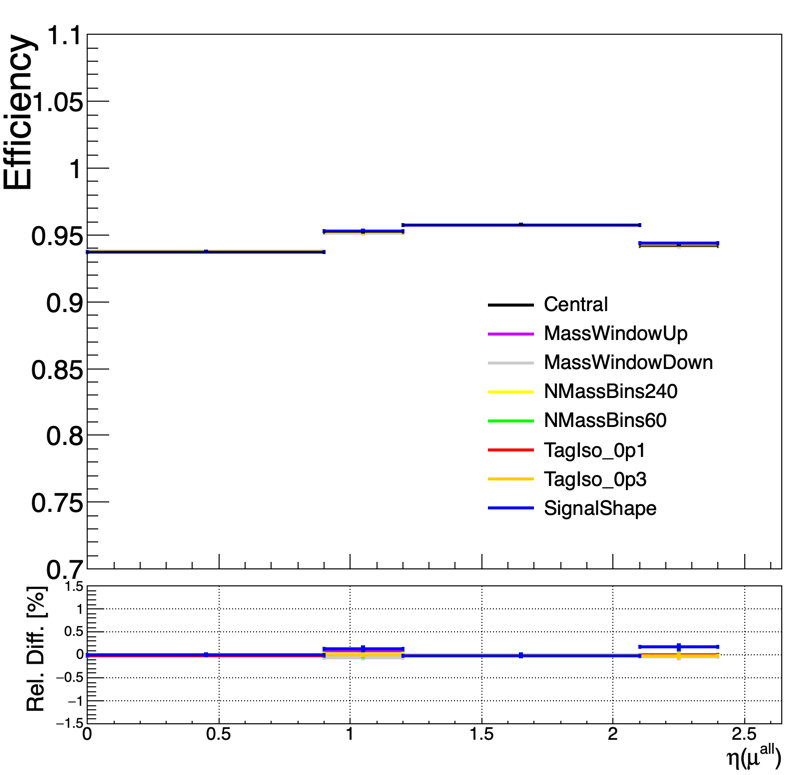 Efficiency
1.1
1.05
1
0.95
0.9
0.85
0.8
0.75
0.7
Central
MassWindowUp
MassWindowDown
NMassBins240
NMassBins60
TagIso_0p1
TagIso_0p3
SignalShape
Rel. Diff. [%]
1.5
1
0.5
0
−0.5
−1
−1.5
0 0.5 1 1.5 2 2.5
η(μ^all)